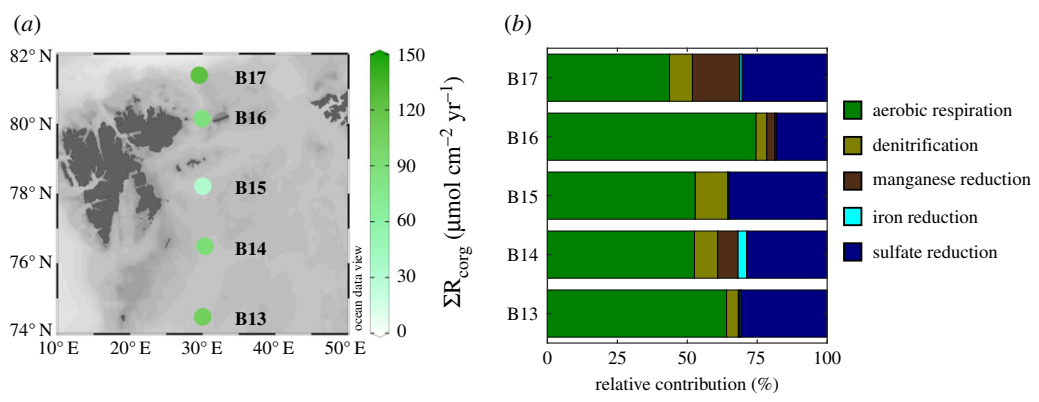 (a)
82° N
80° N
78° N
76° N
74° N
10° E
20° E
30° E
40° E
50° E
B17
B16
B15
B14
B13
ocean data view
150
120
90
60
30
0
ΣR_corg (µmol cm⁻² yr⁻¹)
(b)
B17
B16
B15
B14
B13
0
25
50
75
100
relative contribution (%)
aerobic respiration
denitrification
manganese reduction
iron reduction
sulfate reduction